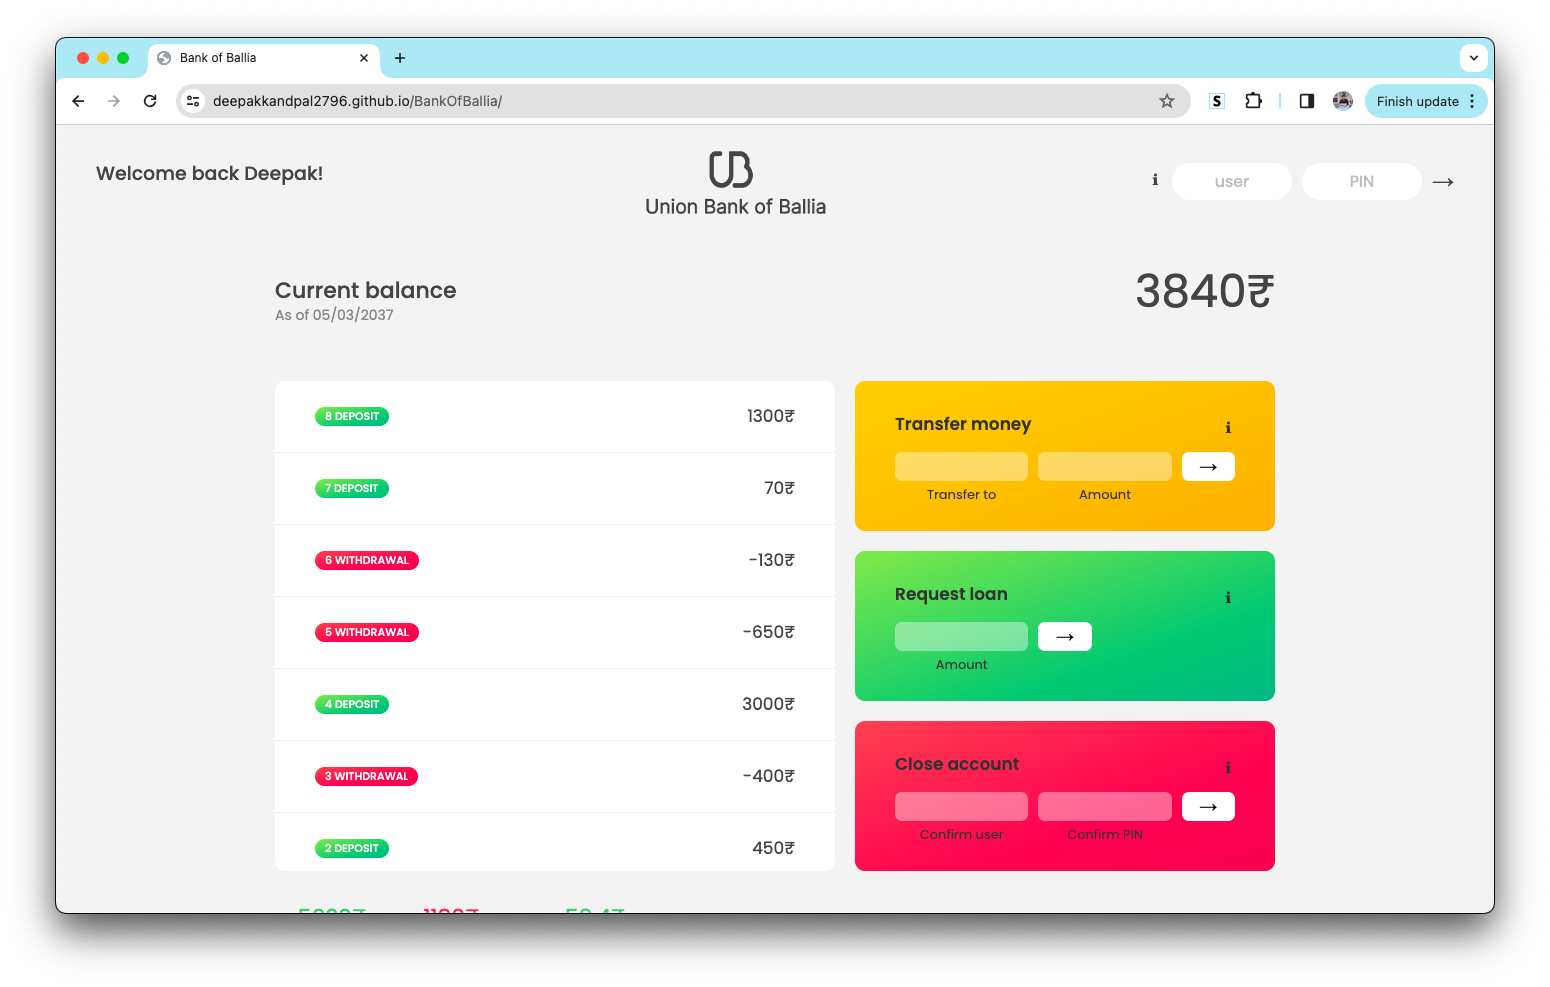 Bank of Ballia
deepakkandpal2796.github.io/BankOfBallia/
S
Finish update
Welcome back Deepak!
UB
Union Bank of Ballia
i
user
PIN
→
Current balance
As of 05/03/2037
3840₹
8 DEPOSIT
1300₹
7 DEPOSIT
70₹
6 WITHDRAWAL
-130₹
5 WITHDRAWAL
-650₹
4 DEPOSIT
3000₹
3 WITHDRAWAL
-400₹
2 DEPOSIT
450₹
Transfer money
i
→
Transfer to
Amount
Request loan
i
→
Amount
Close account
i
→
Confirm user
Confirm PIN